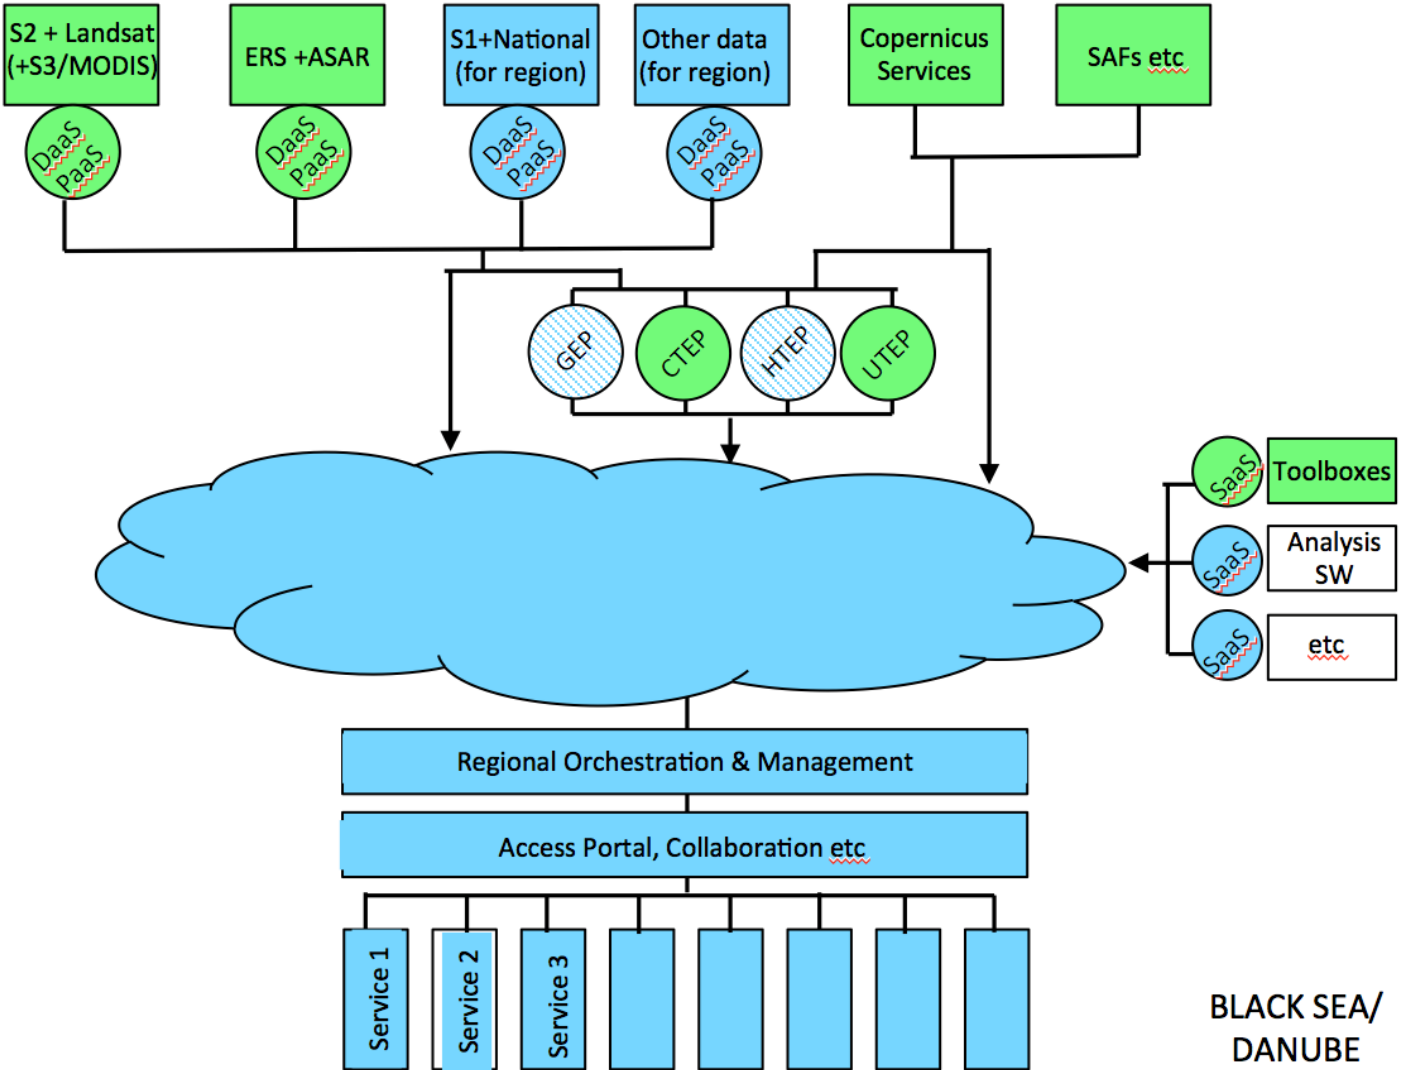 S2 + Landsat
(+S3/MODIS)
ERS +ASAR
S1+National
(for region)
Other data
(for region)
Copernicus
Services
SAFs etc
DaaS
PaaS
DaaS
PaaS
DaaS
PaaS
DaaS
PaaS
GEP
CTEP
HTEP
UTEP
SaaS
Toolboxes
SaaS
Analysis
SW
SaaS
etc
Regional Orchestration & Management
Access Portal, Collaboration etc
Service 1
Service 2
Service 3
BLACK SEA/
DANUBE